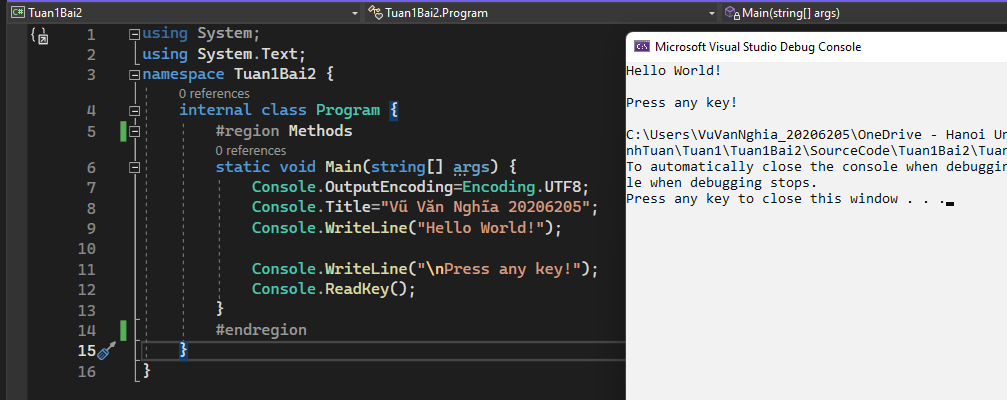 Tuan1Bai2 Tuan1Bai2.Program Main(string[] args)
1 using System;
2 using System.Text;
3 namespace Tuan1Bai2 {
0 references
4 internal class Program {
5 #region Methods
0 references
6 static void Main(string[] args) {
7 Console.OutputEncoding=Encoding.UTF8;
8 Console.Title="Vũ Văn Nghĩa 20206205";
9 Console.WriteLine("Hello World!");
10
11 Console.WriteLine("\nPress any key!");
12 Console.ReadKey();
13 }
14 #endregion
15 }
16 }
Microsoft Visual Studio Debug Console
Hello World!
Press any key!
C:\Users\VuVanNghia_20206205\OneDrive - Hanoi Un
nhTuan\Tuan1\Tuan1Bai2\SourceCode\Tuan1Bai2\Tuan
To automatically close the console when debuggin
le when debugging stops.
Press any key to close this window . . .